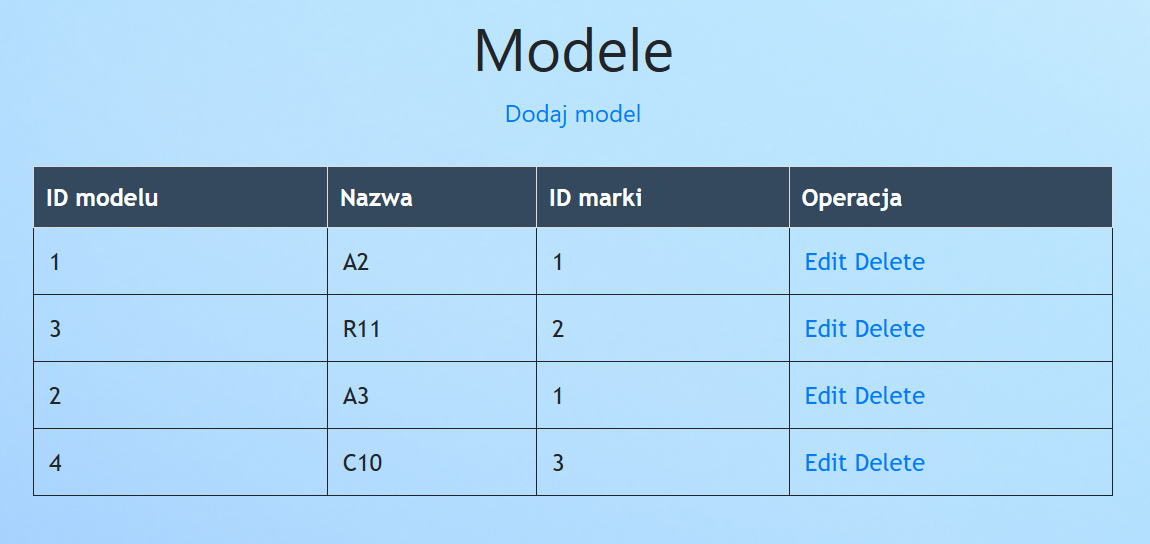 Modele
Dodaj model
ID modelu Nazwa ID marki Operacja
1 A2 1 Edit Delete
3 R11 2 Edit Delete
2 A3 1 Edit Delete
4 C10 3 Edit Delete